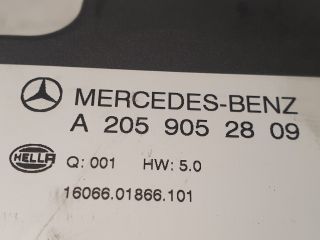 MERCEDES-BENZ
A 205 905 28 09
HELLA Q: 001 HW: 5.0
16066.01866.101